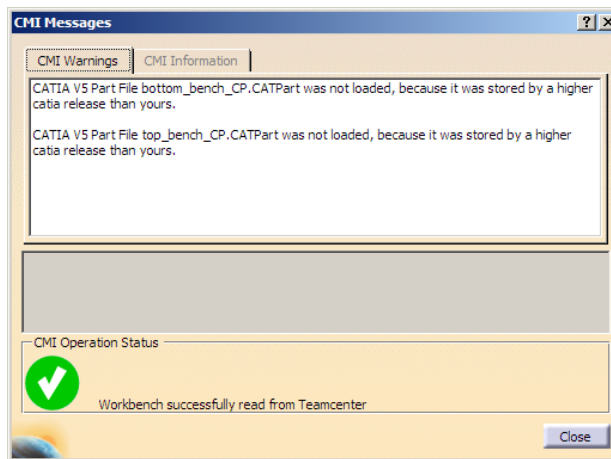 CMI Messages
CMI Warnings
CMI Information
CATIA V5 Part File bottom_bench_CP.CATPart was not loaded, because it was stored by a higher
catia release than yours.
CATIA V5 Part File top_bench_CP.CATPart was not loaded, because it was stored by a higher
catia release than yours.
CMI Operation Status
Workbench successfully read from Teamcenter
Close